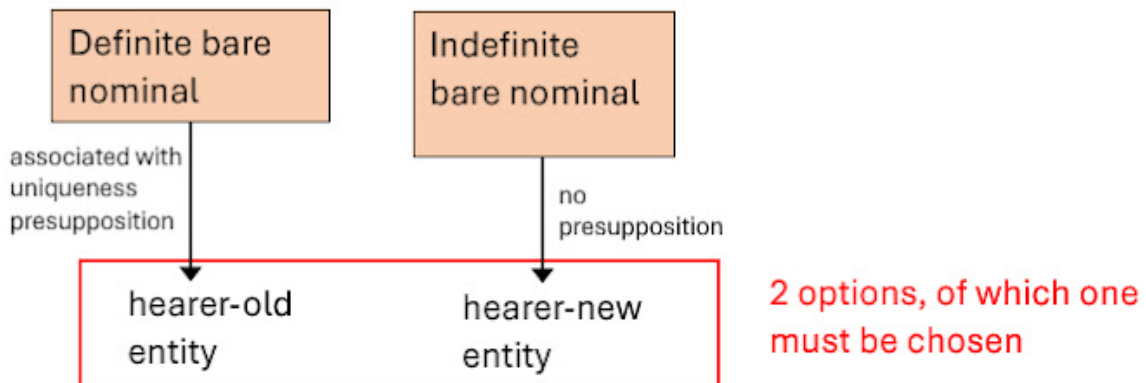 Definite bare
nominal
Indefinite
bare nominal
associated with
uniqueness
presupposition
no
presupposition
hearer-old
entity
hearer-new
entity
2 options, of which one
must be chosen